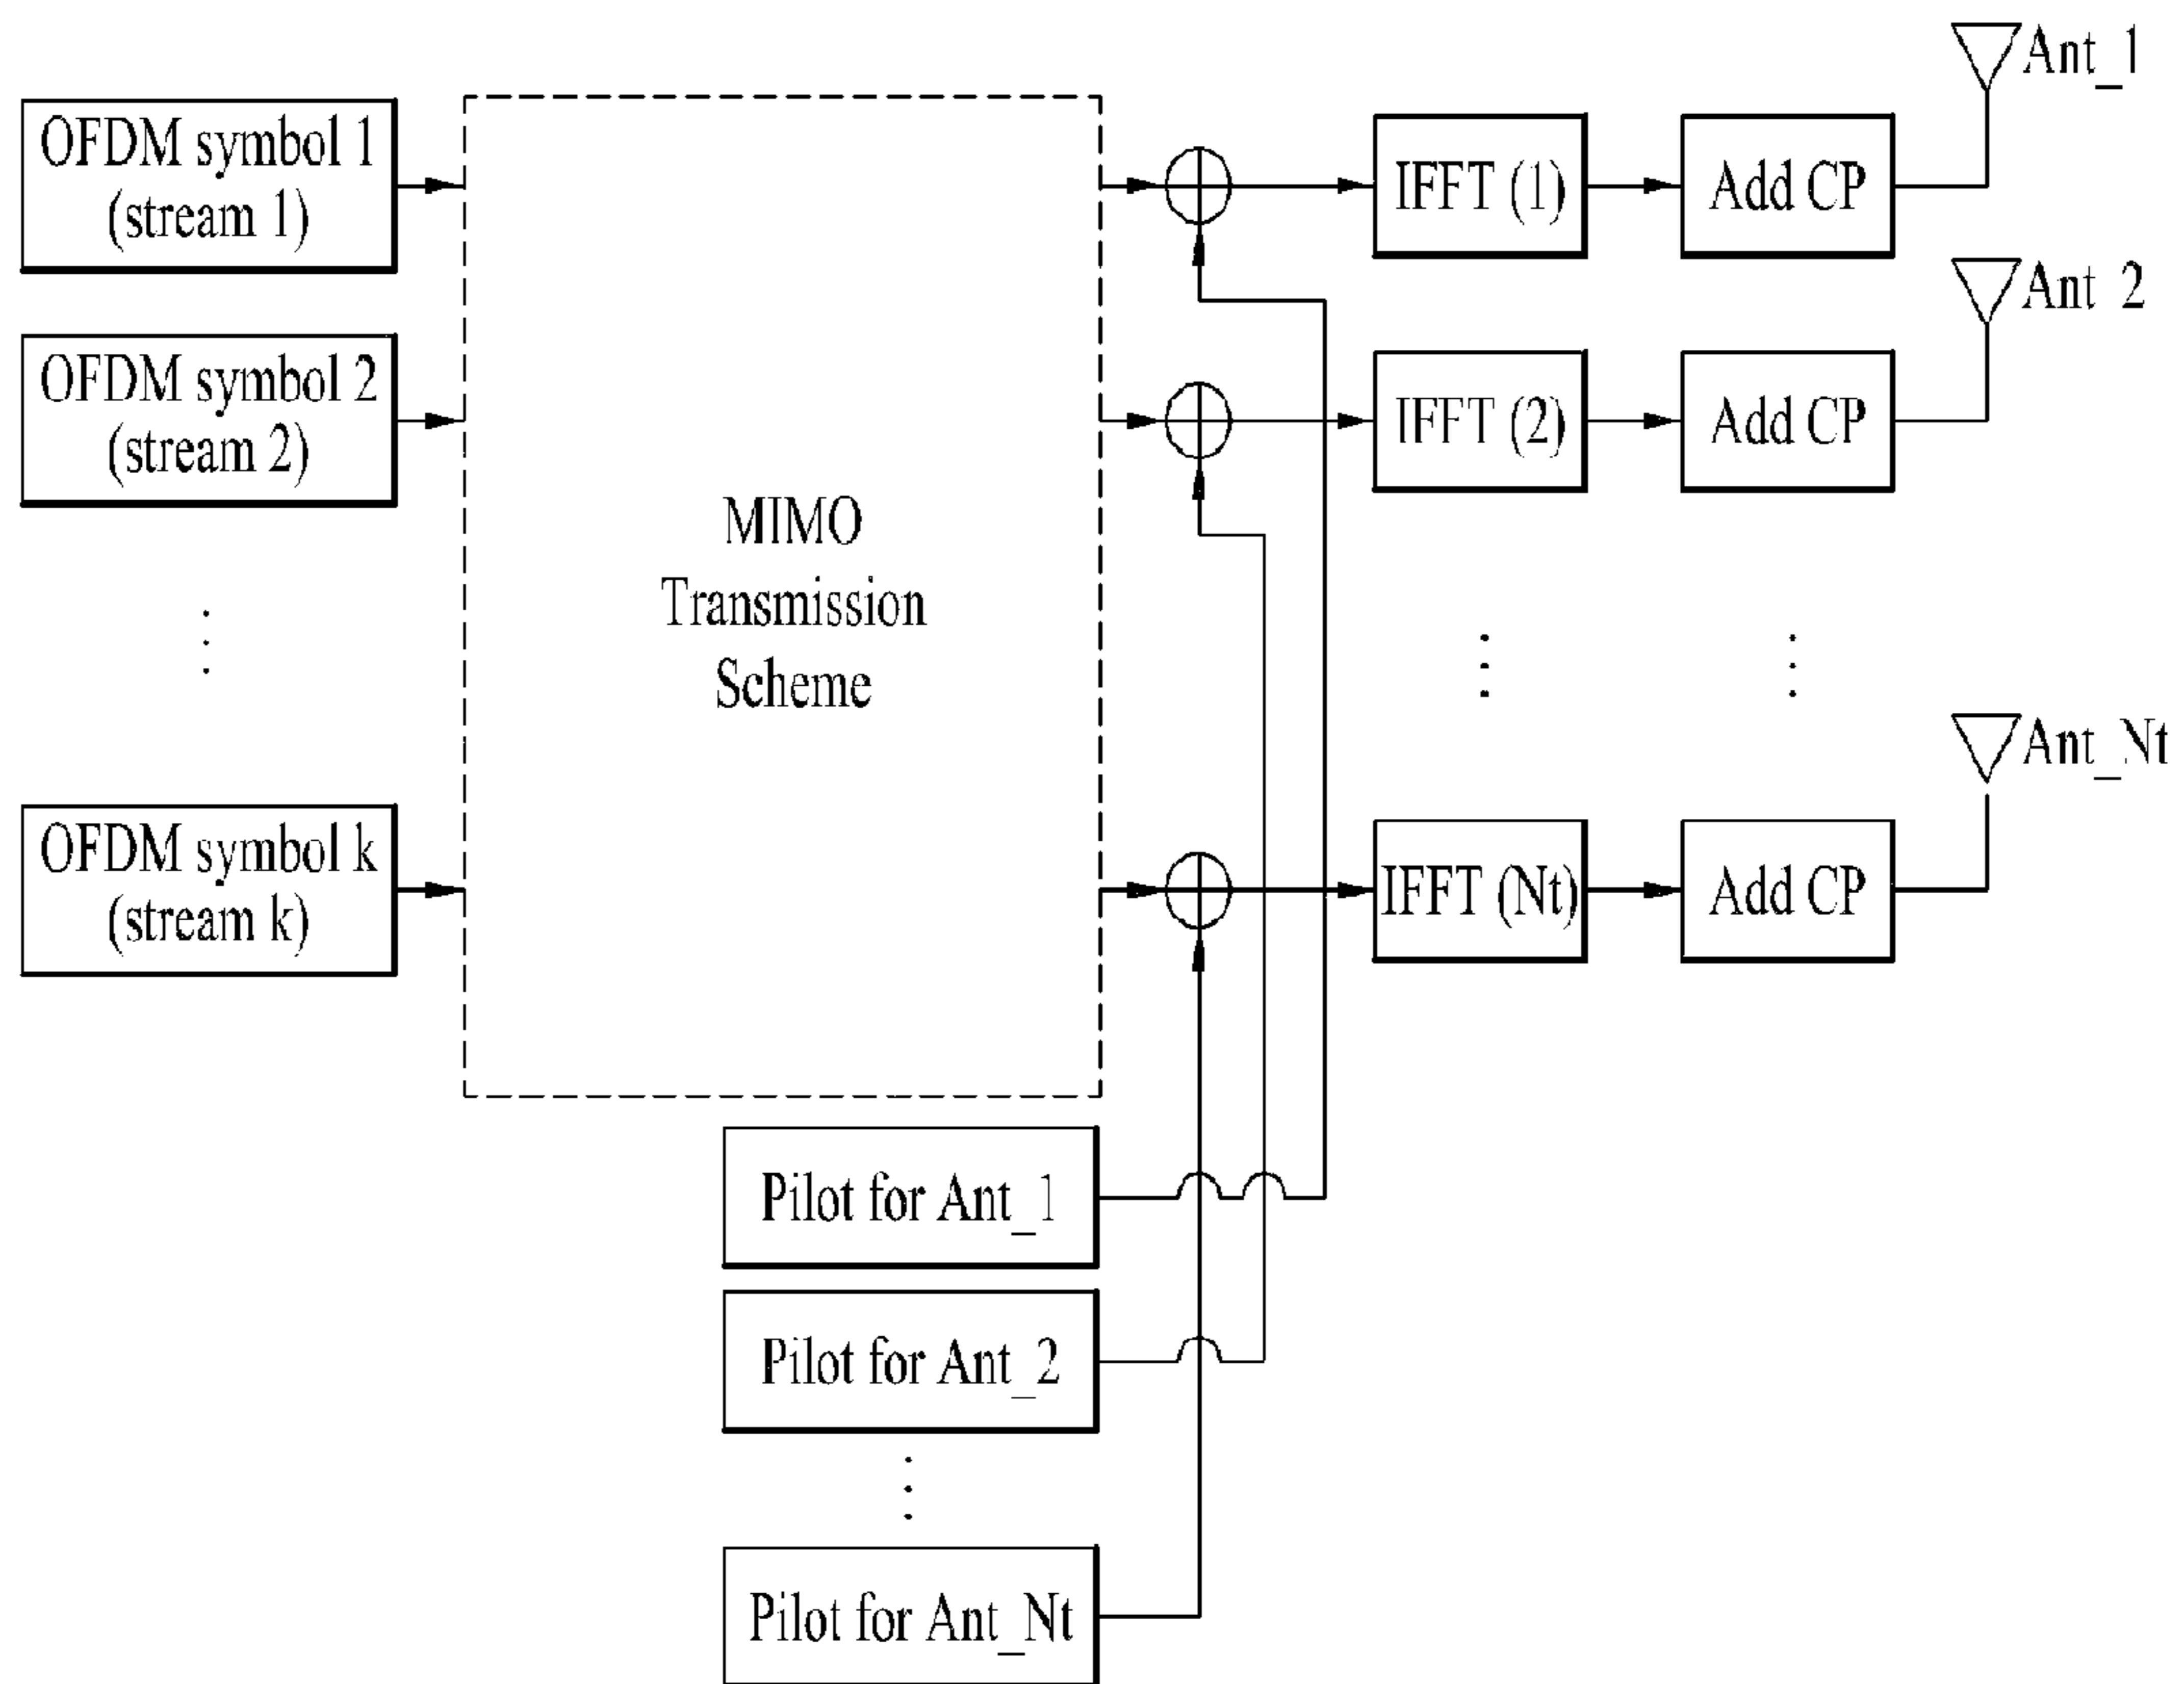 Ant_1
OFDM symbol 1
(stream 1)
IFFT (1)
Add CP
Ant 2
OFDM symbol 2
(stream 2)
IFFT (2)
Add CP
MIMO
Transmission
Scheme
Ant_Nt
OFDM symbol k
(stream k)
IFFT (Nt)
Add CP
Pilot for Ant_1
Pilot for Ant_2
Pilot for Ant_Nt